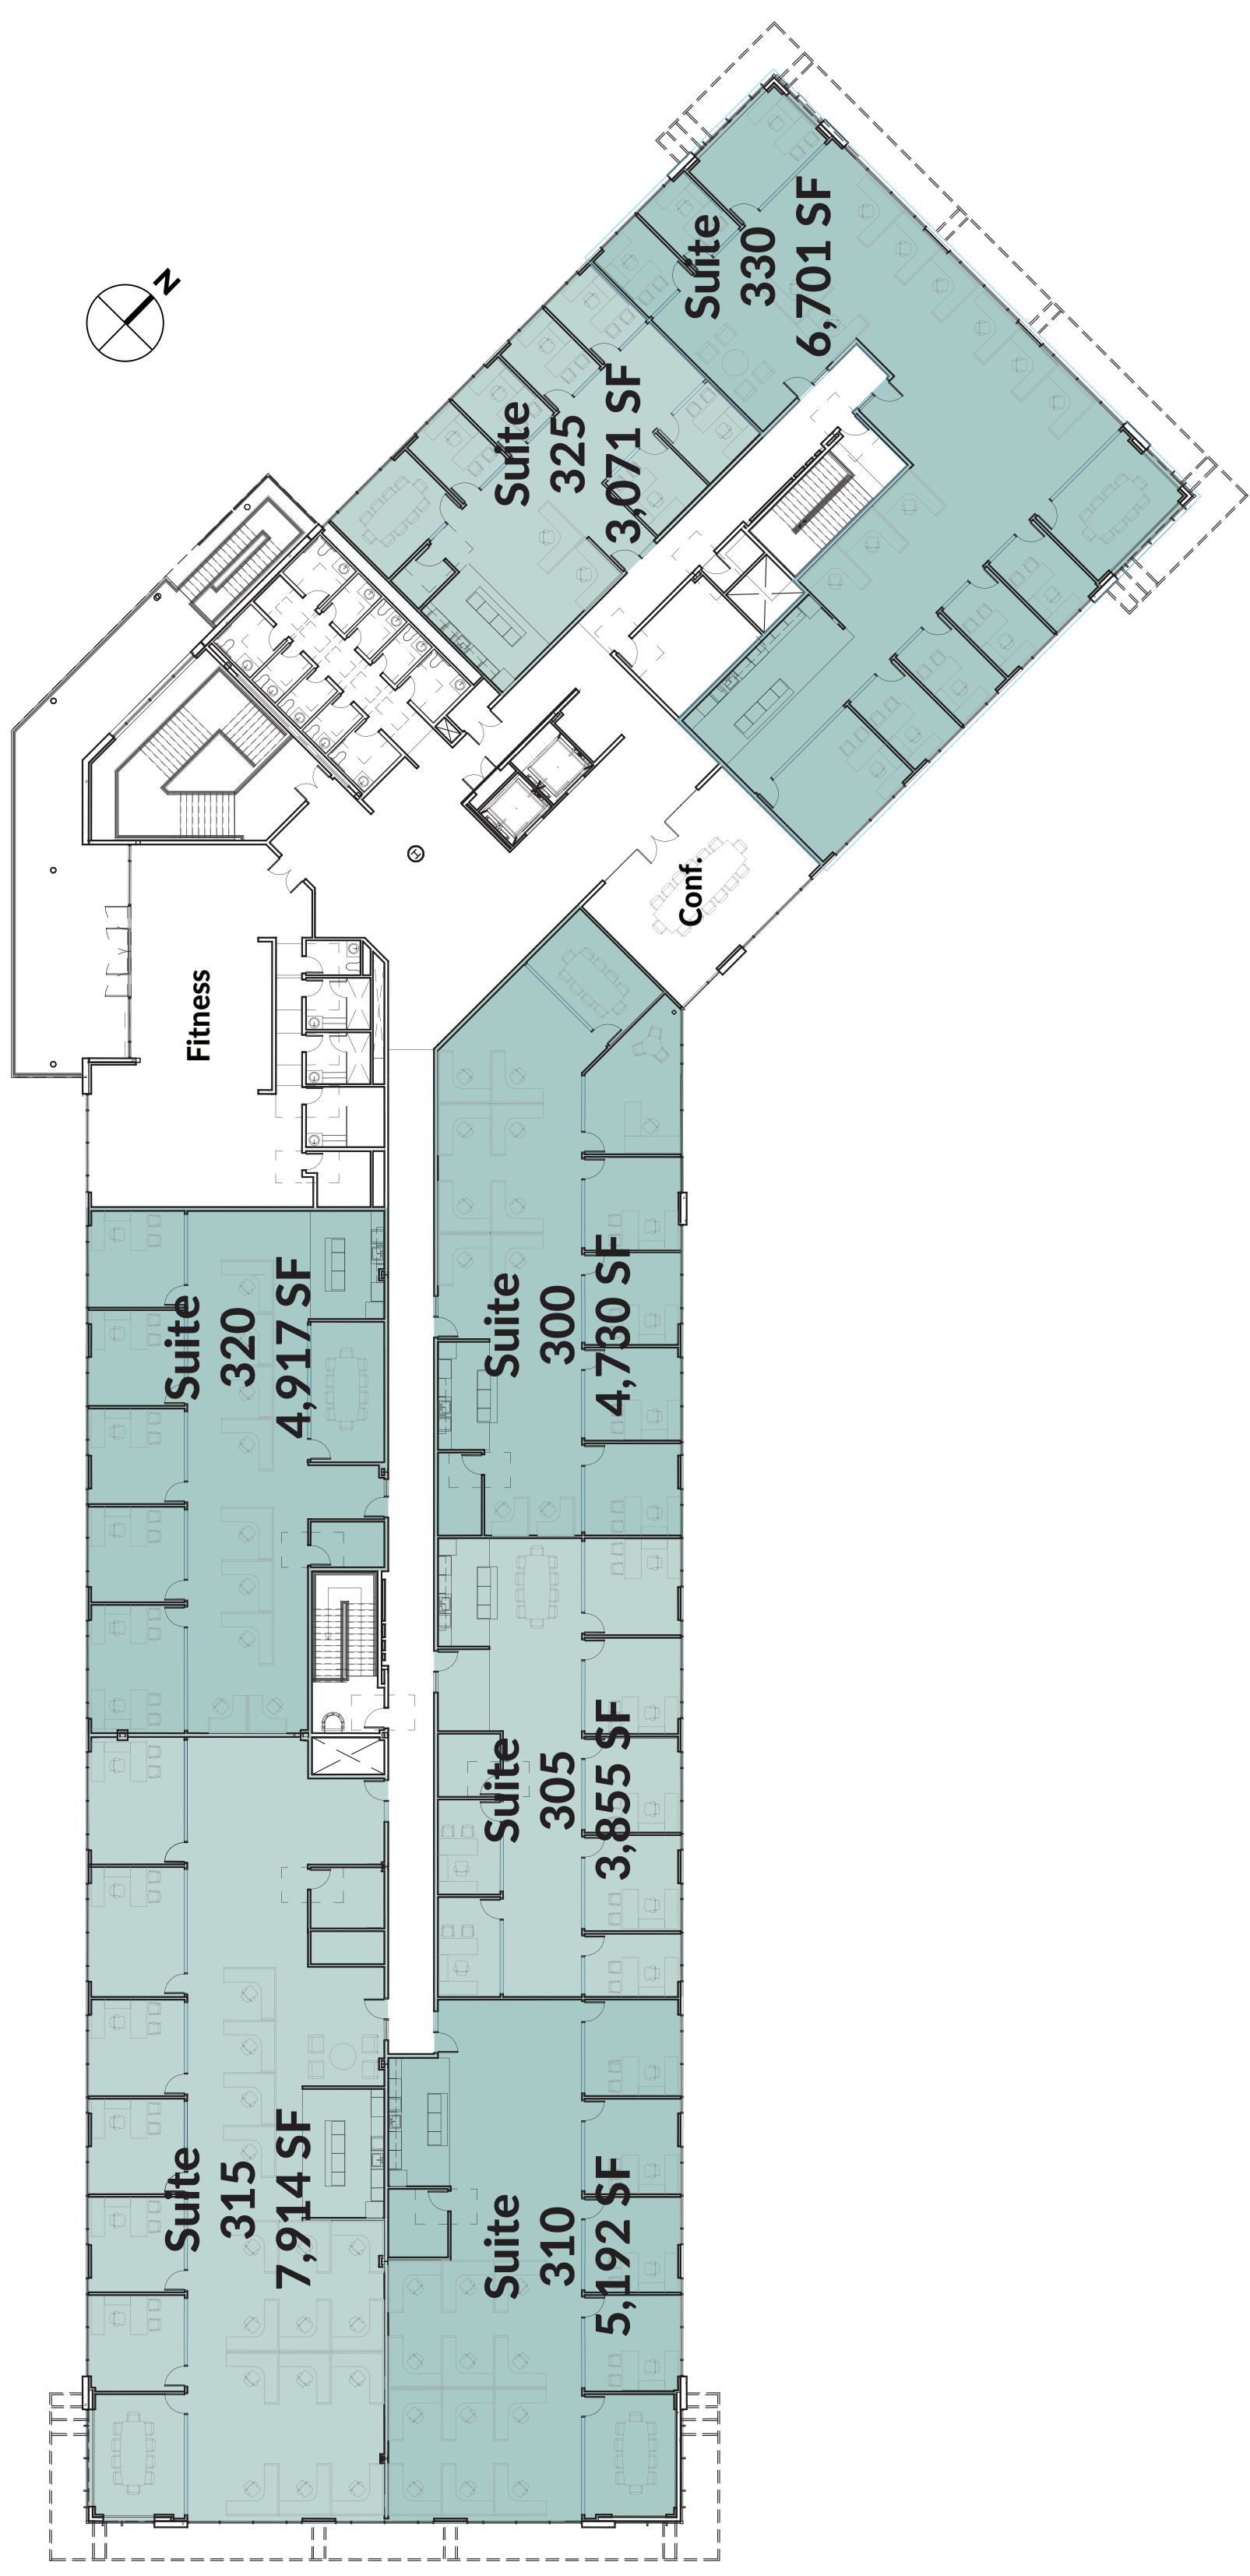 N
Suite
330
6,701 SF
Suite
325
3,071 SF
Conf.
Fitness
Suite
320
4,917 SF
Suite
300
4,730 SF
Suite
305
3,855 SF
Suite
315
7,914 SF
Suite
310
5,192 SF